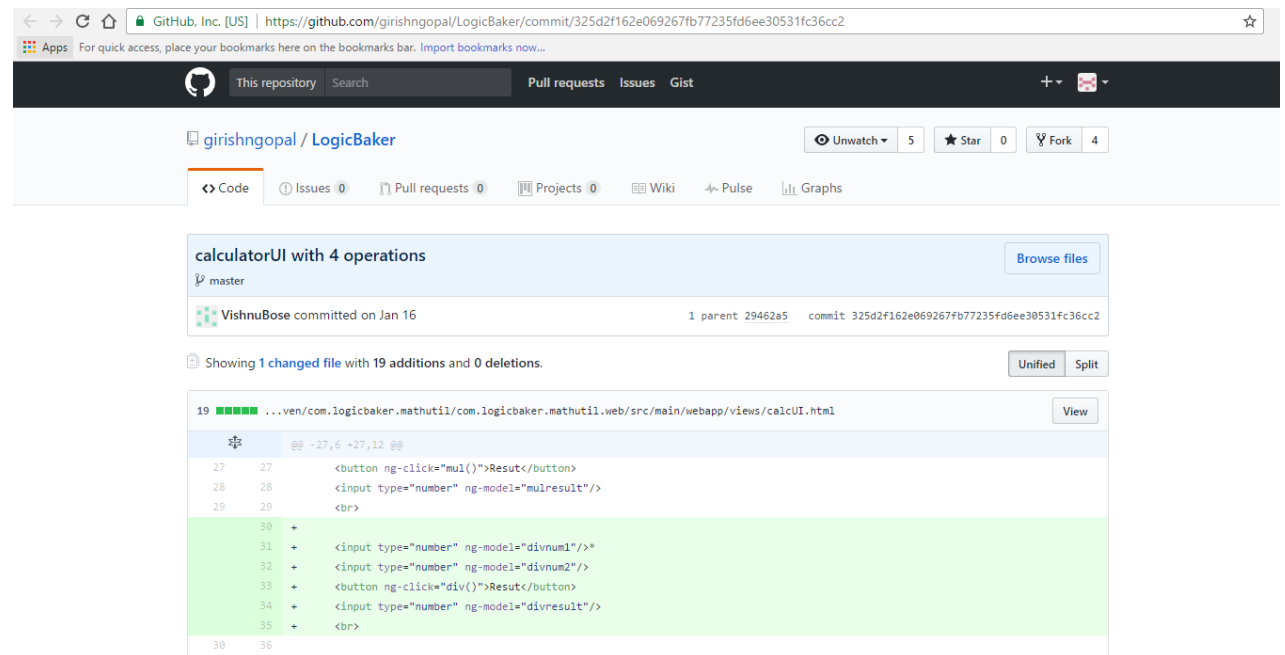 GitHub, Inc. [US] | https://github.com/girishngopal/LogicBaker/commit/325d2f162e069267fb77235fd6ee30531fc36cc2
Apps For quick access, place your bookmarks here on the bookmarks bar. Import bookmarks now...
This repository Search Pull requests Issues Gist
girishngopal / LogicBaker Unwatch 5 Star 0 Fork 4
Code Issues 0 Pull requests 0 Projects 0 Wiki Pulse Graphs
calculatorUI with 4 operations Browse files
master
VishnuBose committed on Jan 16 1 parent 29462a5 commit 325d2f162e069267fb77235fd6ee30531fc36cc2
Showing 1 changed file with 19 additions and 0 deletions. Unified Split
19 ...ven/com.logicbaker.mathutil/com.logicbaker.mathutil.web/src/main/webapp/views/calcUI.html View
@@ -27,6 +27,12 @@
27 27 <button ng-click="mul()">Resut</button>
28 28 <input type="number" ng-model="mulresult"/>
29 29 <br>
30 +
31 + <input type="number" ng-model="divnum1"/>*
32 + <input type="number" ng-model="divnum2"/>
33 + <button ng-click="div()">Resut</button>
34 + <input type="number" ng-model="divresult"/>
35 + <br>
30 36